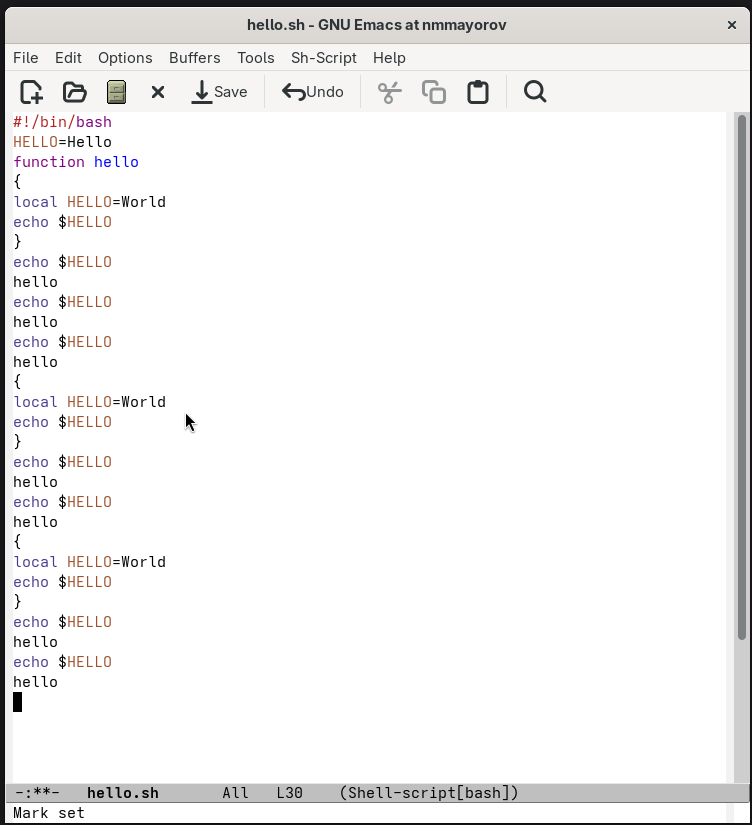 hello.sh - GNU Emacs at nmmayorov
File Edit Options Buffers Tools Sh-Script Help
Save Undo
#!/bin/bash
HELLO=Hello
function hello
{
local HELLO=World
echo $HELLO
}
echo $HELLO
hello
echo $HELLO
hello
echo $HELLO
hello
{
local HELLO=World
echo $HELLO
}
echo $HELLO
hello
echo $HELLO
hello
{
local HELLO=World
echo $HELLO
}
echo $HELLO
hello
echo $HELLO
hello
-:**- hello.sh All L30 (Shell-script[bash])
Mark set